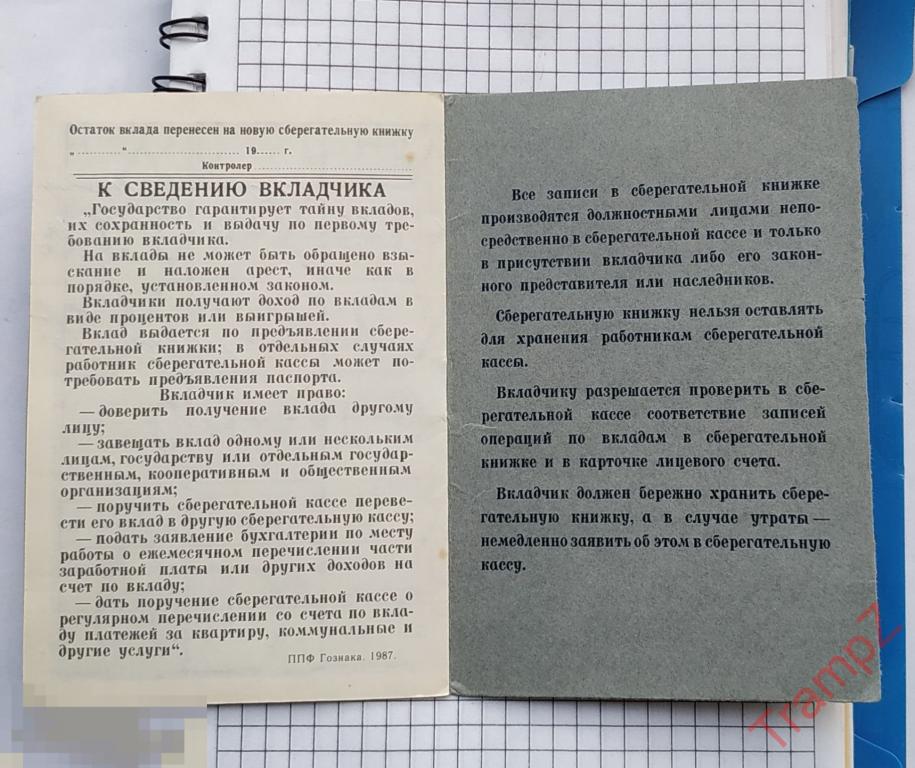 Остаток вклада перенесен на новую сберегательную книжку
„............“.............................. 19...... г.
Контролер ........................................
К СВЕДЕНИЮ ВКЛАДЧИКА
„Государство гарантирует тайну вкладов,
их сохранность и выдачу по первому тре-
бованию вкладчика.
На вклады не может быть обращено взы-
скание и наложен арест, иначе как в
порядке, установленном законом.
Вкладчики получают доход по вкладам в
виде процентов или выигрышей.
Вклад выдается по предъявлении сбере-
гательной книжки; в отдельных случаях
работник сберегательной кассы может по-
требовать предъявления паспорта.
Вкладчик имеет право:
— доверить получение вклада другому
лицу;
— завещать вклад одному или нескольким
лицам, государству или отдельным государ-
ственным, кооперативным и общественным
организациям;
— поручить сберегательной кассе переве-
сти его вклад в другую сберегательную кассу;
— подать заявление бухгалтерии по месту
работы о ежемесячном перечислении части
заработной платы или других доходов на
счет по вкладу;
— дать поручение сберегательной кассе о
регулярном перечислении со счета по вкла-
ду платежей за квартиру, коммунальные и
другие услуги“.
ППФ Гознака. 1987.
Все записи в сберегательной книжке
производятся должностными лицами непо-
средственно в сберегательной кассе и только
в присутствии вкладчика либо его закон-
ного представителя или наследников.
Сберегательную книжку нельзя оставлять
для хранения работникам сберегательной
кассы.
Вкладчику разрешается проверить в сбе-
регательной кассе соответствие записей
операций по вкладам в сберегательной
книжке и в карточке лицевого счета.
Вкладчик должен бережно хранить сбере-
гательную книжку, а в случае утраты —
немедленно заявить об этом в сберегательную
кассу.
TrampZ